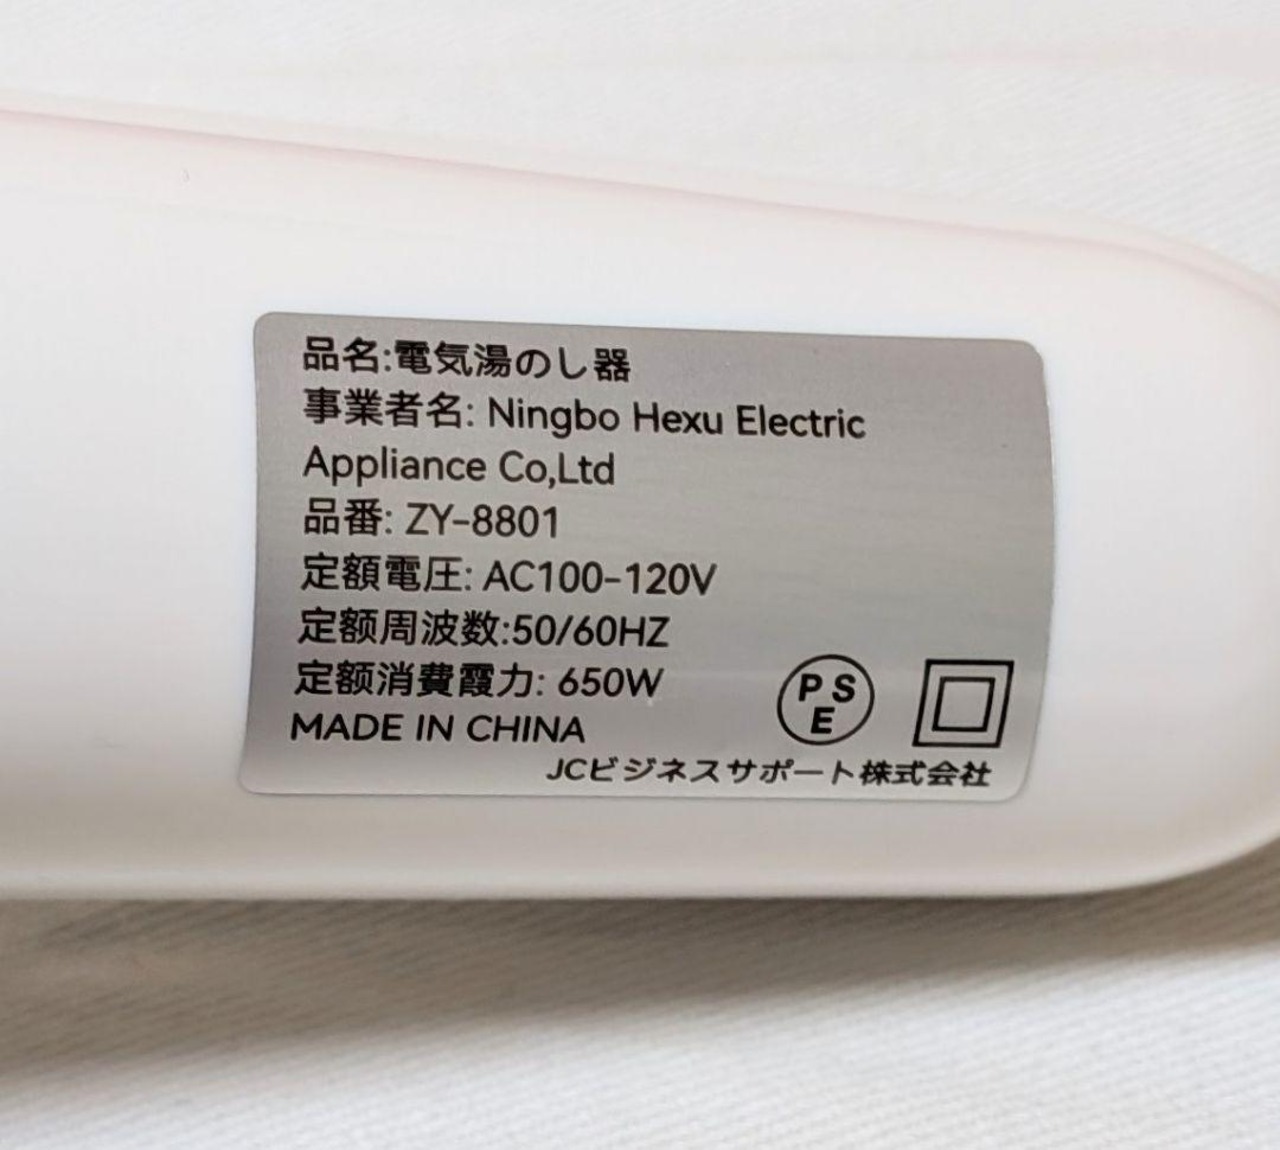 品名:電気湯のし器
事業者名: Ningbo Hexu Electric
Appliance Co,Ltd
品番: ZY-8801
定額電圧: AC100-120V
定额周波数:50/60HZ
定额消費霞力: 650W
MADE IN CHINA
P S
E
JCビジネスサポート株式会社